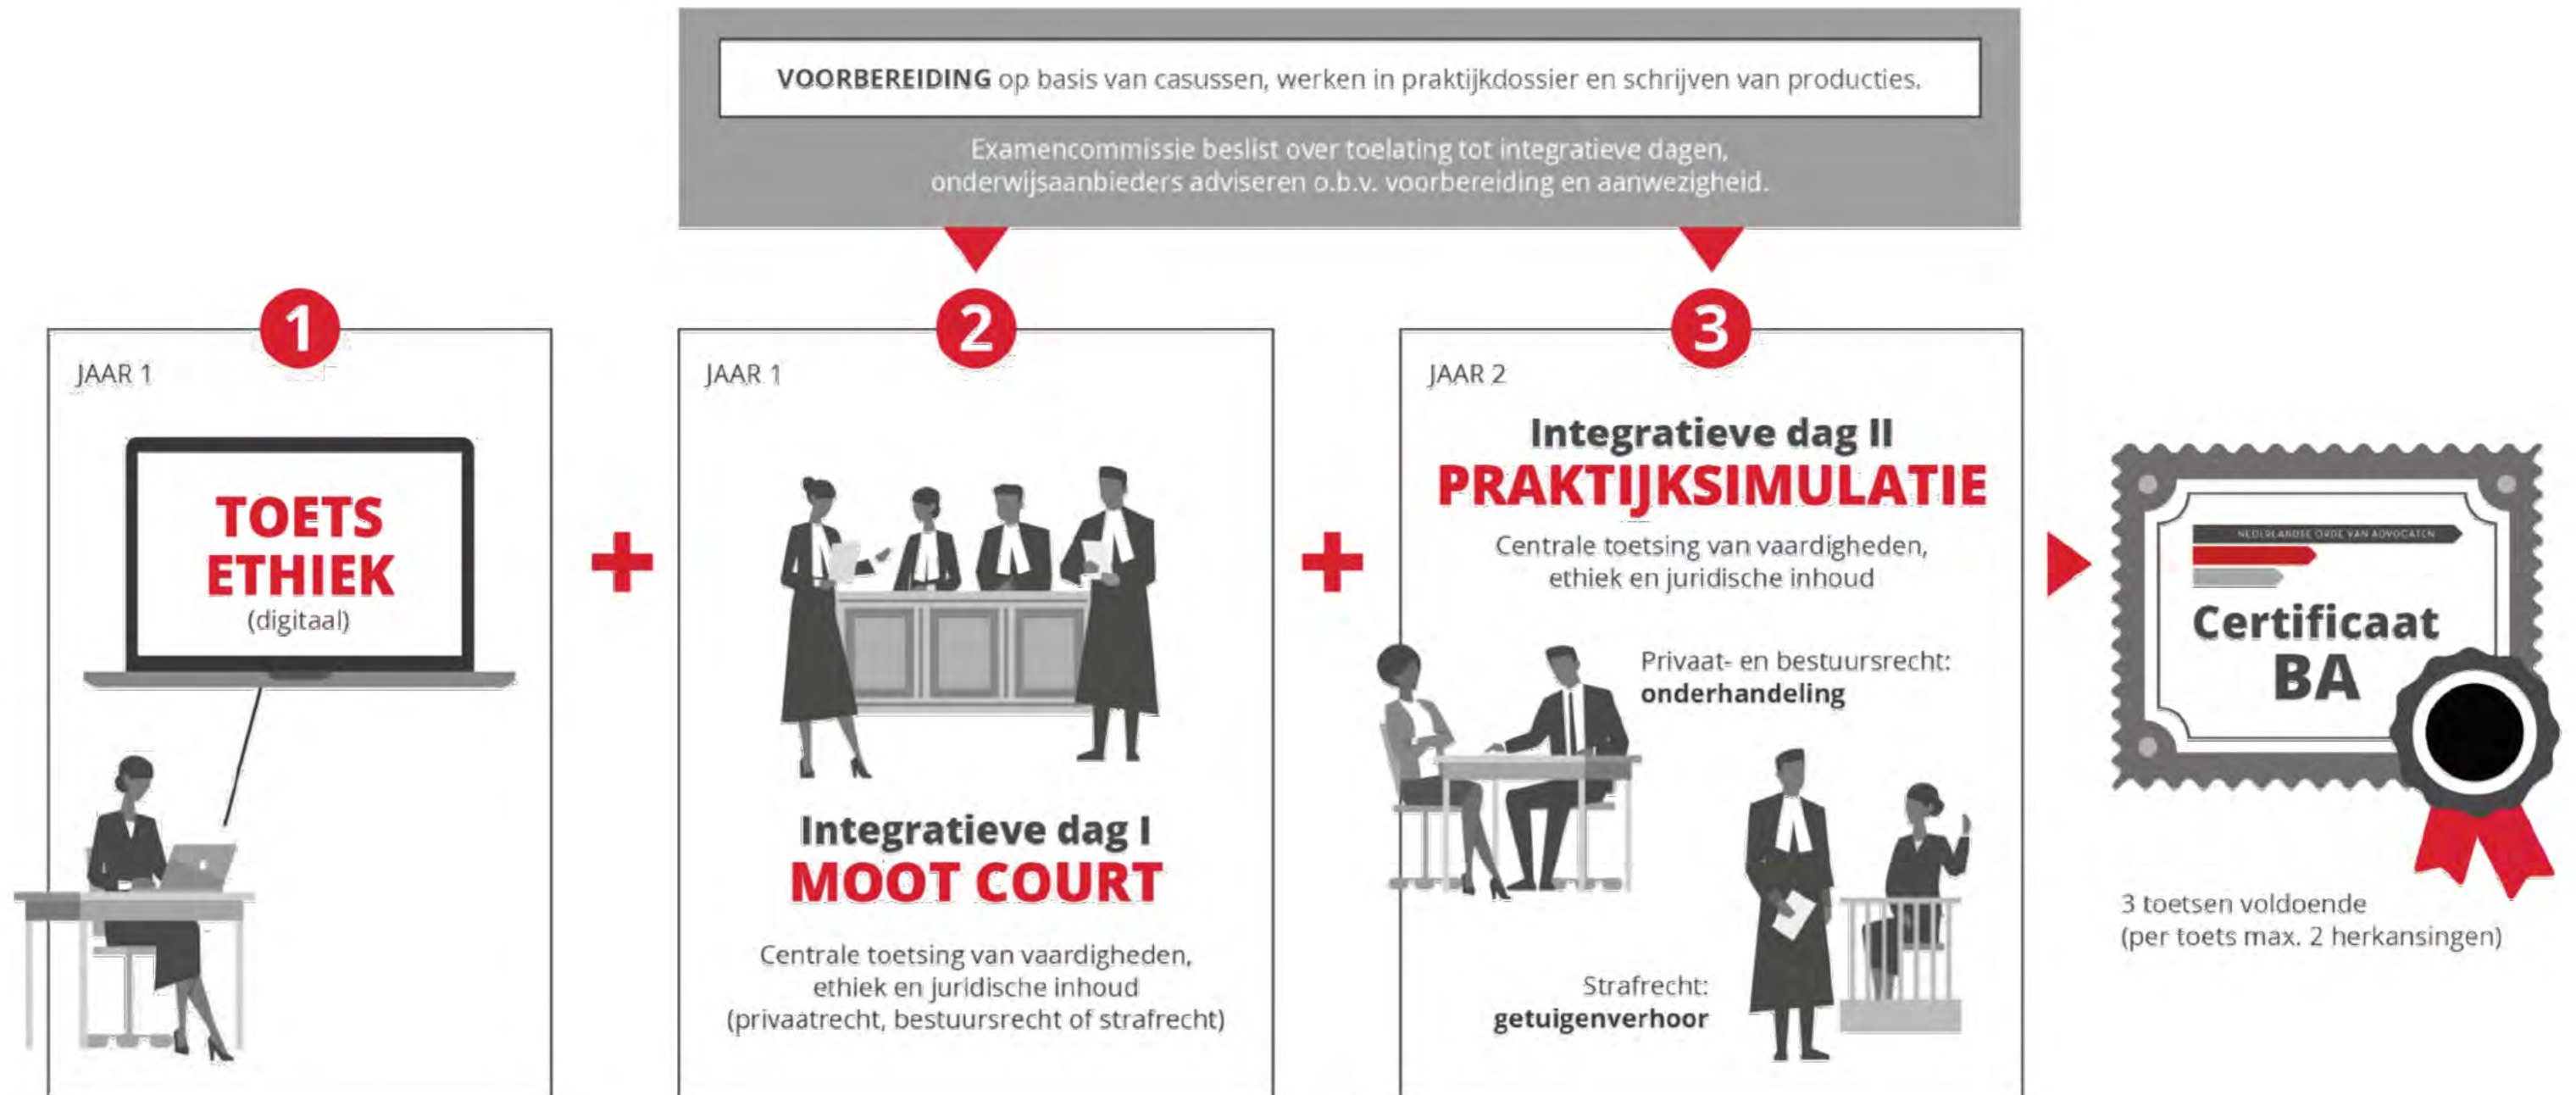 VOORBEREIDING op basis van casussen, werken in praktijkdossier en schrijven van producties.
Examencommissie beslist over toelating tot integratieve dagen,
onderwijsaanbieders adviseren o.b.v. voorbereiding en aanwezigheid.
1
JAAR 1
TOETS
ETHIEK
(digitaal)
2
JAAR 1
Integratieve dag I
MOOT COURT
Centrale toetsing van vaardigheden,
ethiek en juridische inhoud
(privaatrecht, bestuursrecht of strafrecht)
3
JAAR 2
Integratieve dag II
PRAKTIJKSIMULATIE
Centrale toetsing van vaardigheden,
ethiek en juridische inhoud
Privaat- en bestuursrecht:
onderhandeling
Strafrecht:
getuigenverhoor
NEDERLANDSE ORDE VAN ADVOCATEN
Certificaat
BA
3 toetsen voldoende
(per toets max. 2 herkansingen)